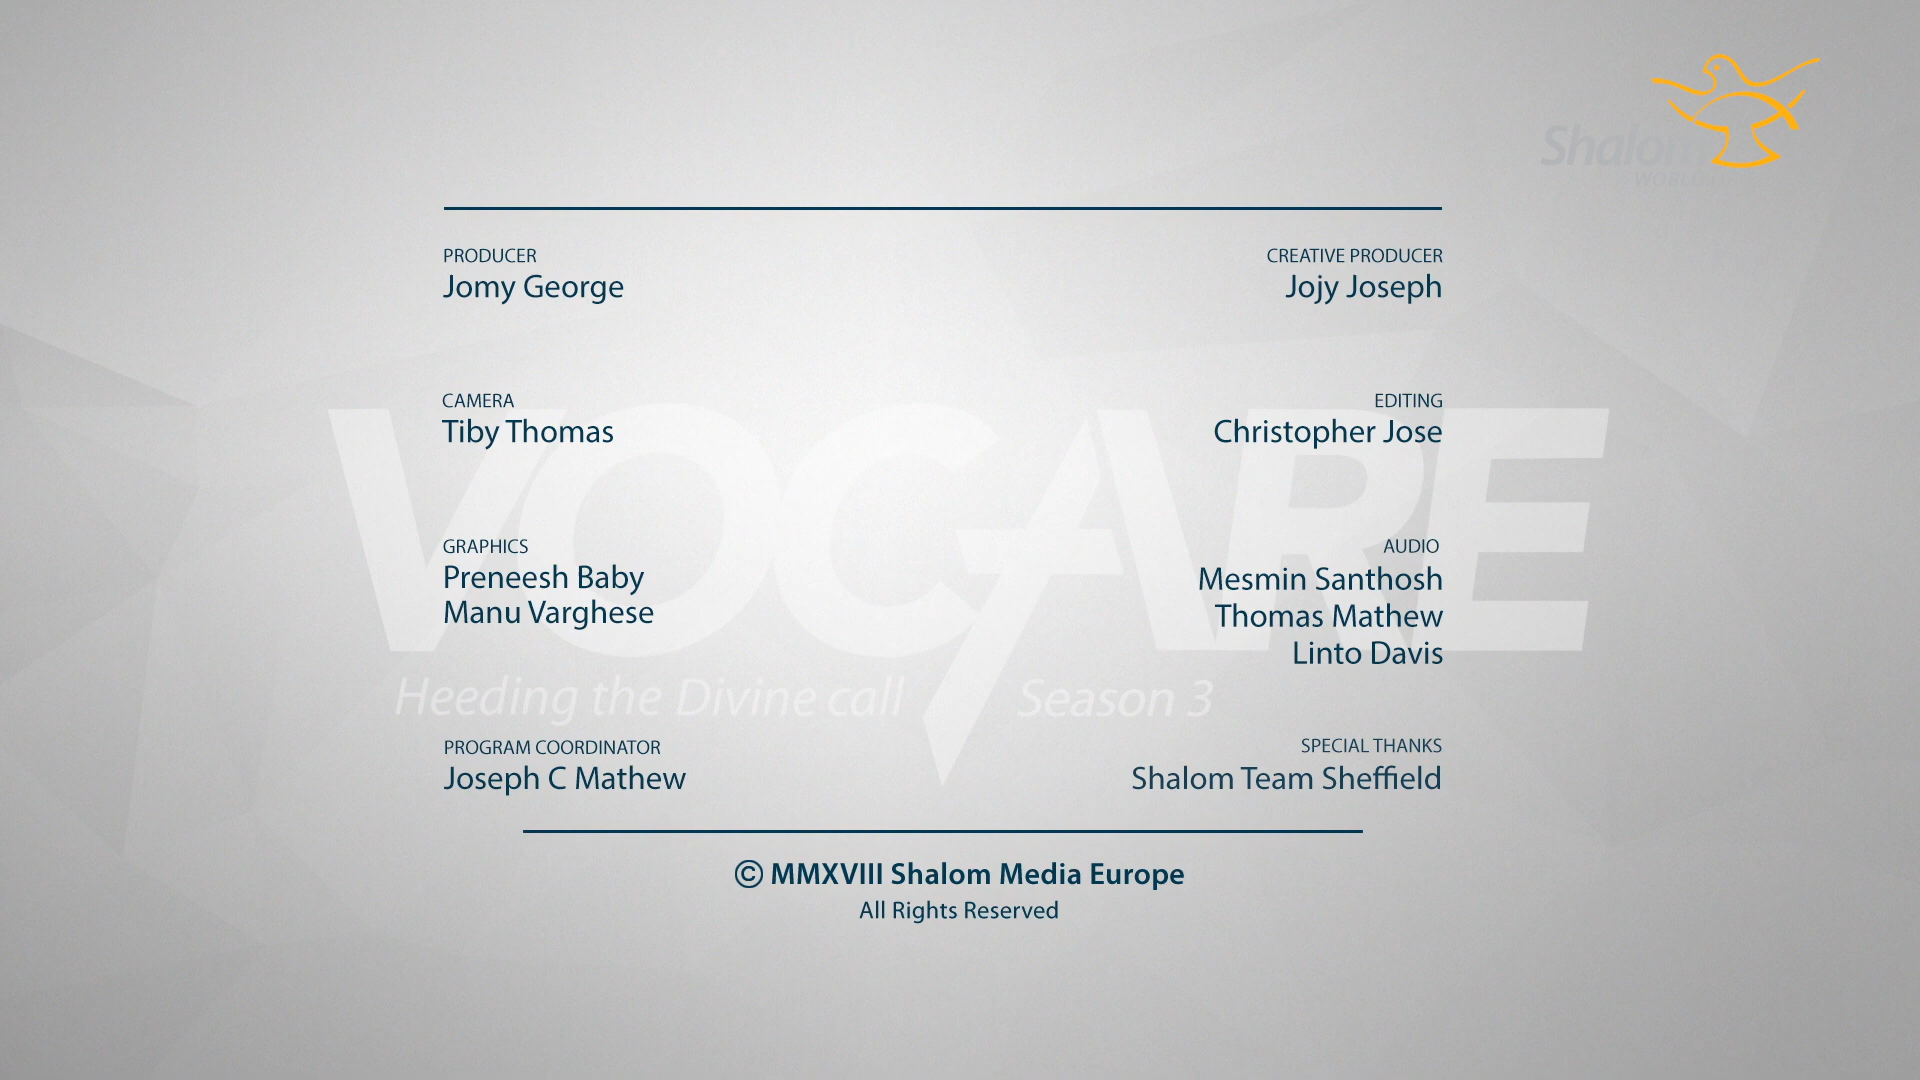 Shalom
WORLD
PRODUCER
Jomy George
CREATIVE PRODUCER
Jojy Joseph
CAMERA
Tiby Thomas
EDITING
Christopher Jose
VOCARE
GRAPHICS
Preneesh Baby
Manu Varghese
AUDIO
Mesmin Santhosh
Thomas Mathew
Linto Davis
Heeding the Divine call Season 3
PROGRAM COORDINATOR
Joseph C Mathew
SPECIAL THANKS
Shalom Team Sheffield
© MMXVIII Shalom Media Europe
All Rights Reserved